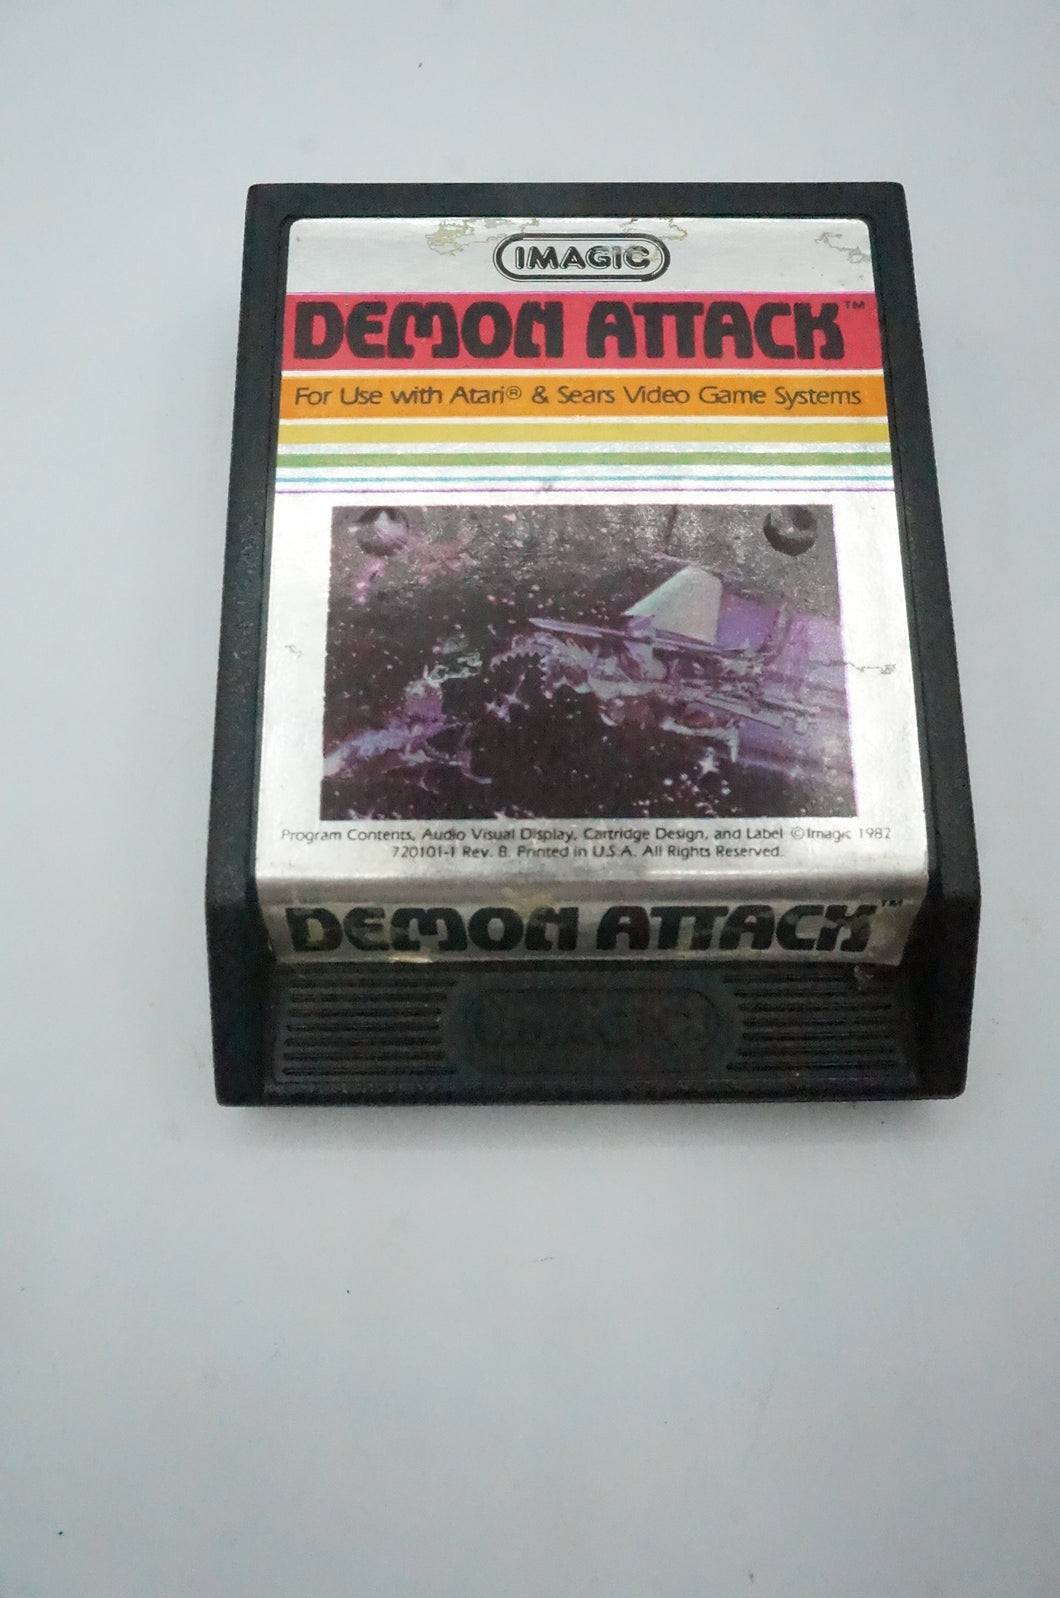 IMAGIC
DEMON ATTACK™
For Use with Atari® & Sears Video Game Systems
Program Contents, Audio Visual Display, Cartridge Design, and Label ©Imagic 1982
720101-1 Rev. B. Printed in U.S.A. All Rights Reserved.
DEMON ATTACK™
IMAGIC